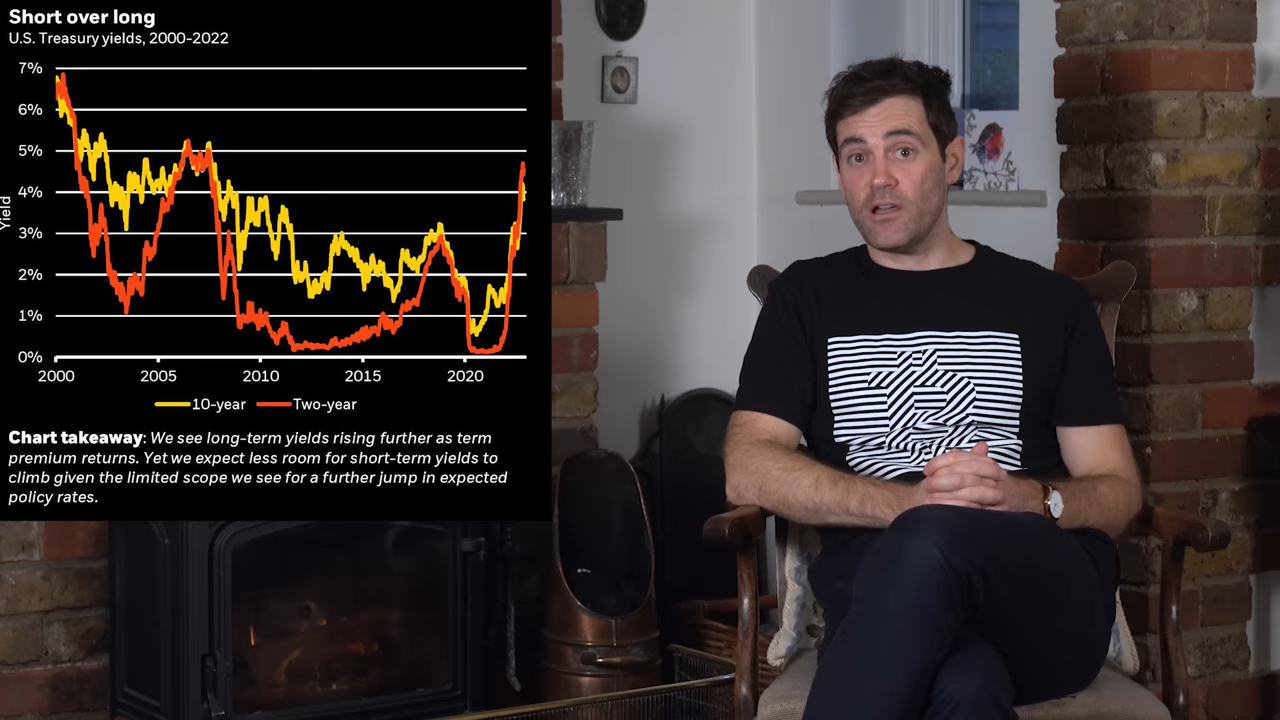 Short over long
U.S. Treasury yields, 2000-2022
7%
6%
5%
4%
3%
2%
1%
0%
Yield
2000 2005 2010 2015 2020
10-year Two-year
Chart takeaway: We see long-term yields rising further as term
premium returns. Yet we expect less room for short-term yields to
climb given the limited scope we see for a further jump in expected
policy rates.